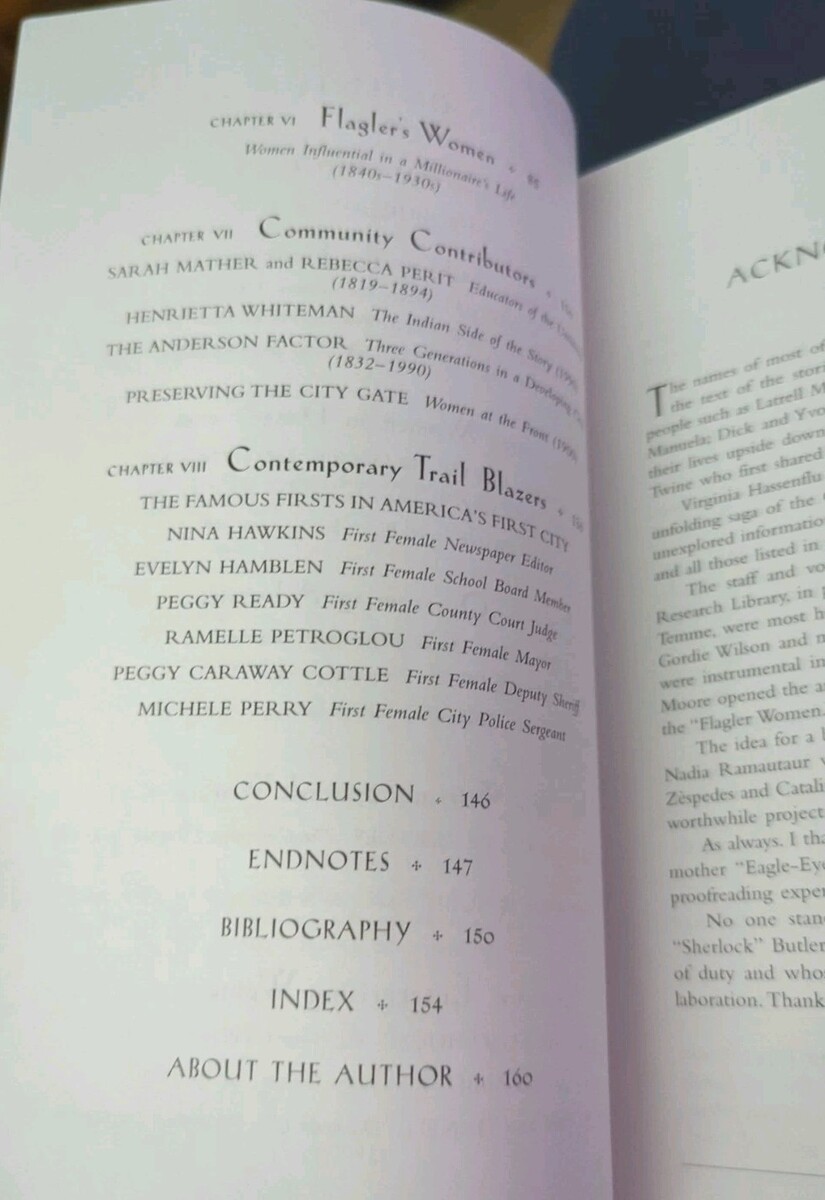 CHAPTER VI Flagler's Women + 88
Women Influential in a Millionaire's Life
(1840s–1930s)
CHAPTER VII Community Contributors +
SARAH MATHER and REBECCA PERIT Educators of the
(1819–1894)
HENRIETTA WHITEMAN The Indian Side of the Story
THE ANDERSON FACTOR Three Generations in a Developing
(1832–1990)
PRESERVING THE CITY GATE Women at the Front
CHAPTER VIII Contemporary Trail Blazers +
THE FAMOUS FIRSTS IN AMERICA'S FIRST CITY
NINA HAWKINS First Female Newspaper Editor
EVELYN HAMBLEN First Female School Board Member
PEGGY READY First Female County Court Judge
RAMELLE PETROGLOU First Female Mayor
PEGGY CARAWAY COTTLE First Female Deputy Sheriff
MICHELE PERRY First Female City Police Sergeant
CONCLUSION + 146
ENDNOTES + 147
BIBLIOGRAPHY + 150
INDEX + 154
ABOUT THE AUTHOR + 160
ACKNO
The names of most of
the text of the stori
people such as Latrell M
Manuela; Dick and Yvo
their lives upside down
Twine who first shared
Virginia Hassenflu
unfolding saga of the
unexplored informatio
and all those listed in
The staff and vo
Research Library, in
Temme, were most h
Gordie Wilson and m
were instrumental in
Moore opened the a
the "Flagler Women.
The idea for a
Nadia Ramautaur
Zèspedes and Catali
worthwhile project
As always. I tha
mother "Eagle–Eye
proofreading exper
No one stan
"Sherlock" Butler
of duty and who
laboration. Thank